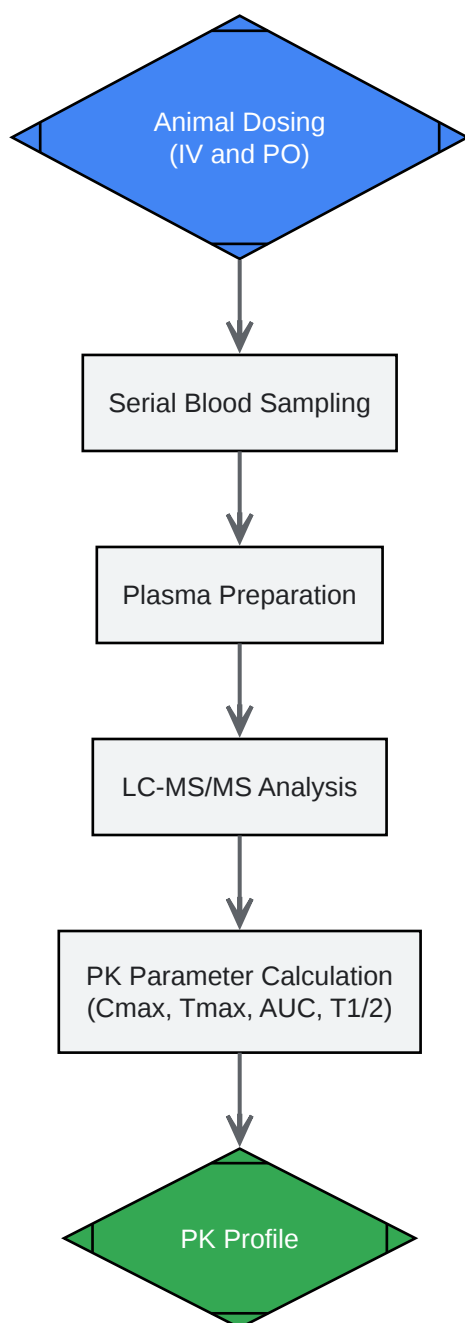 Animal Dosing
(IV and PO)
Serial Blood Sampling
Plasma Preparation
LC-MS/MS Analysis
PK Parameter Calculation
(Cmax, Tmax, AUC, T1/2)
PK Profile